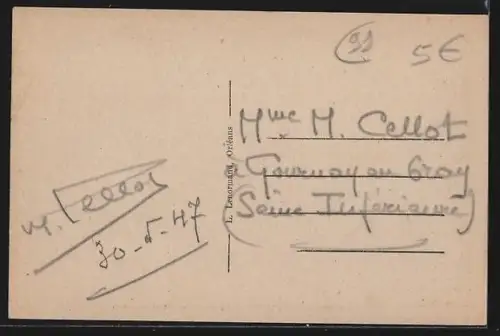 91
5€
Mme M. Cellot
à Gournay en Bray
(Seine Inférieure)
L. Lenormand, Orléans
M. Cellot
30-5-47